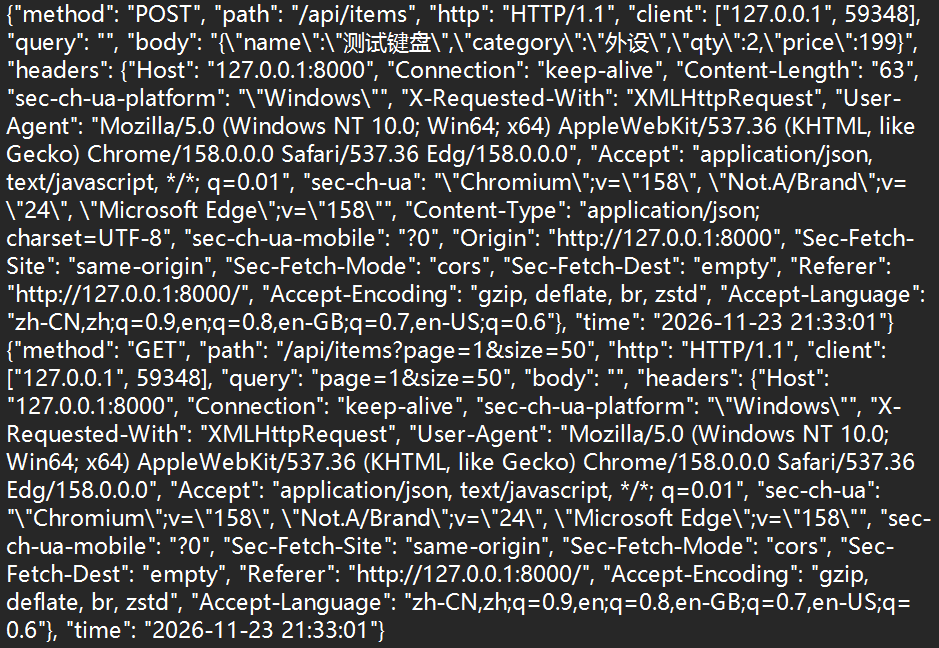 {"method": "POST", "path": "/api/items", "http": "HTTP/1.1", "client": ["127.0.0.1", 59348],
"query": "", "body": "{\"name\":\"测试键盘\",\"category\":\"外设\",\"qty\":2,\"price\":199}",
"headers": {"Host": "127.0.0.1:8000", "Connection": "keep-alive", "Content-Length": "63",
"sec-ch-ua-platform": "\"Windows\"", "X-Requested-With": "XMLHttpRequest", "User-
Agent": "Mozilla/5.0 (Windows NT 10.0; Win64; x64) AppleWebKit/537.36 (KHTML, like
Gecko) Chrome/158.0.0.0 Safari/537.36 Edg/158.0.0.0", "Accept": "application/json,
text/javascript, */*; q=0.01", "sec-ch-ua": "\"Chromium\";v=\"158\", \"Not.A/Brand\";v=
\"24\", \"Microsoft Edge\";v=\"158\"", "Content-Type": "application/json;
charset=UTF-8", "sec-ch-ua-mobile": "?0", "Origin": "http://127.0.0.1:8000", "Sec-Fetch-
Site": "same-origin", "Sec-Fetch-Mode": "cors", "Sec-Fetch-Dest": "empty", "Referer":
"http://127.0.0.1:8000/", "Accept-Encoding": "gzip, deflate, br, zstd", "Accept-Language":
"zh-CN,zh;q=0.9,en;q=0.8,en-GB;q=0.7,en-US;q=0.6"}, "time": "2026-11-23 21:33:01"}
{"method": "GET", "path": "/api/items?page=1&size=50", "http": "HTTP/1.1", "client":
["127.0.0.1", 59348], "query": "page=1&size=50", "body": "", "headers": {"Host":
"127.0.0.1:8000", "Connection": "keep-alive", "sec-ch-ua-platform": "\"Windows\"", "X-
Requested-With": "XMLHttpRequest", "User-Agent": "Mozilla/5.0 (Windows NT 10.0;
Win64; x64) AppleWebKit/537.36 (KHTML, like Gecko) Chrome/158.0.0.0 Safari/537.36
Edg/158.0.0.0", "Accept": "application/json, text/javascript, */*; q=0.01", "sec-ch-ua":
"\"Chromium\";v=\"158\", \"Not.A/Brand\";v=\"24\", \"Microsoft Edge\";v=\"158\"", "sec-
ch-ua-mobile": "?0", "Sec-Fetch-Site": "same-origin", "Sec-Fetch-Mode": "cors", "Sec-
Fetch-Dest": "empty", "Referer": "http://127.0.0.1:8000/", "Accept-Encoding": "gzip,
deflate, br, zstd", "Accept-Language": "zh-CN,zh;q=0.9,en;q=0.8,en-GB;q=0.7,en-US;q=
0.6"}, "time": "2026-11-23 21:33:01"}